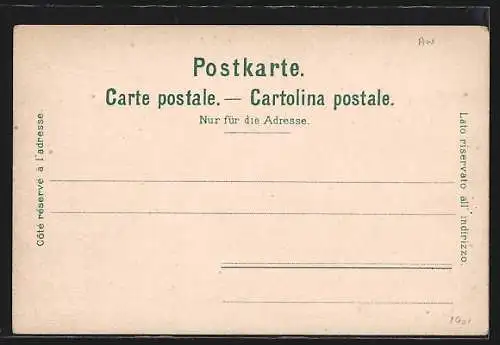 Postkarte.
Carte postale. — Cartolina postale.
Nur für die Adresse.
Côté réservé à l'adresse.
Lato riservato all' indirizzo.